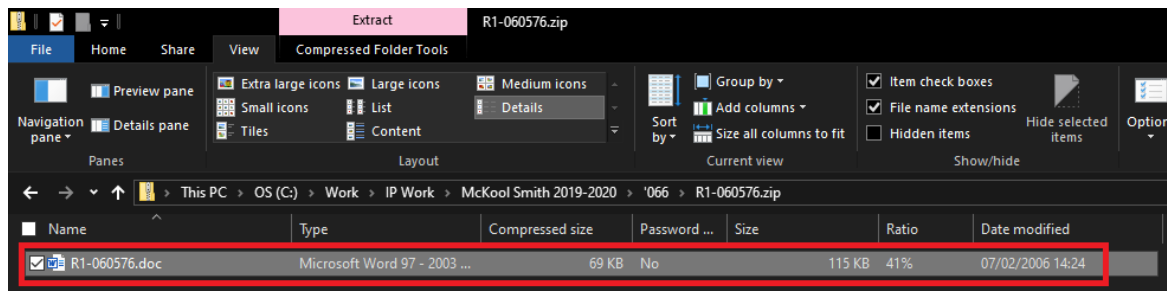 Extract R1-060576.zip
File Home Share View Compressed Folder Tools
Navigation pane Preview pane Details pane
Extra large icons Large icons Medium icons
Small icons List Details
Tiles Content
Sort by Group by Add columns Size all columns to fit
Item check boxes
File name extensions
Hidden items
Hide selected items
Option
Panes Layout Current view Show/hide
This PC > OS (C:) > Work > IP Work > McKool Smith 2019-2020 > '066 > R1-060576.zip
Name Type Compressed size Password ... Size Ratio Date modified
R1-060576.doc Microsoft Word 97 - 2003 ... 69 KB No 115 KB 41% 07/02/2006 14:24